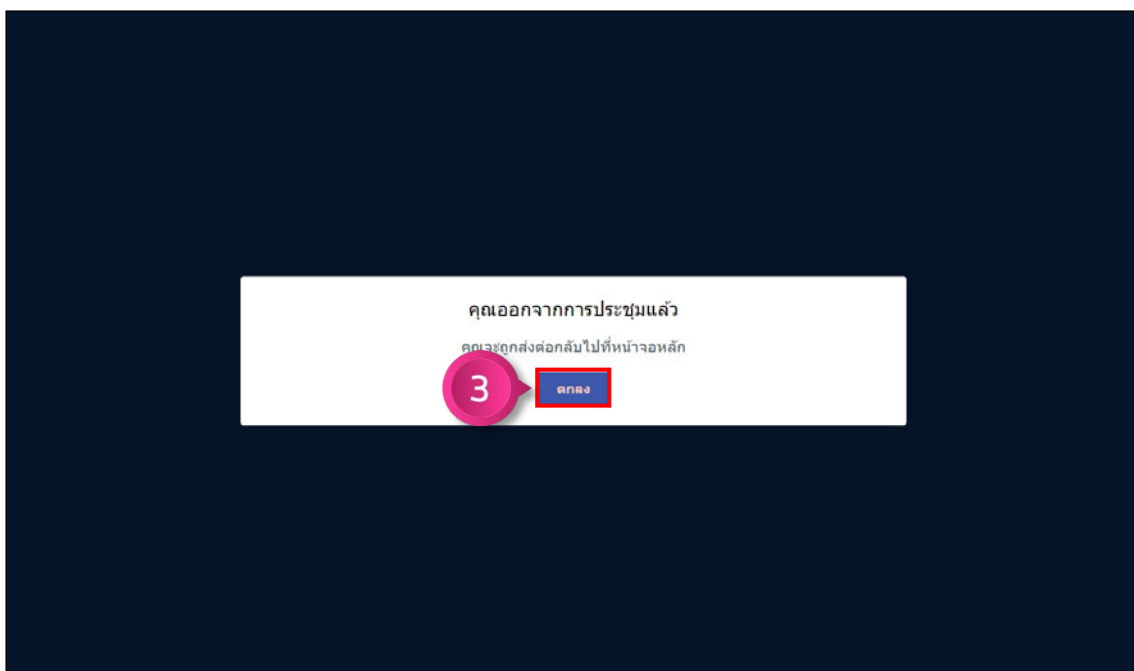 คุณออกจากการประชุมแล้ว
คุณจะถูกส่งต่อกลับไปที่หน้าจอหลัก
3
ตกลง